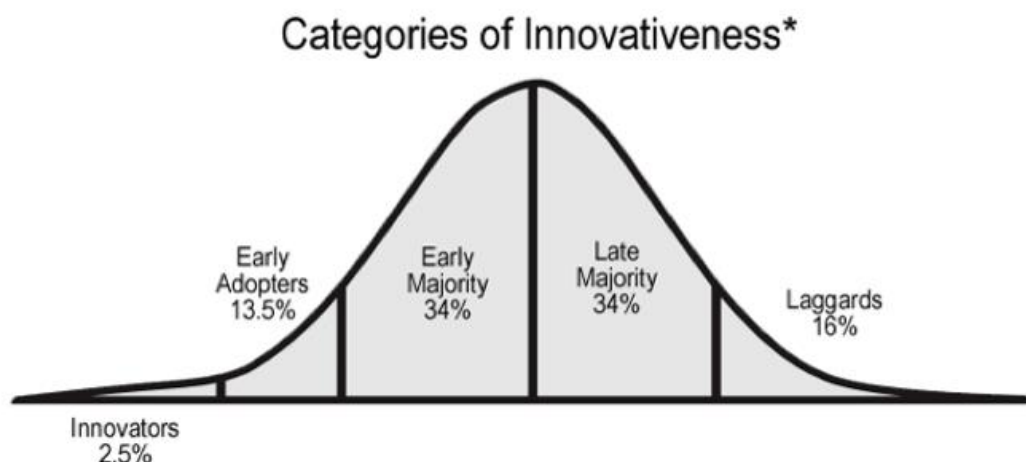 Categories of Innovativeness*
Early
Adopters
13.5%
Early
Majority
34%
Late
Majority
34%
Laggards
16%
Innovators
2.5%